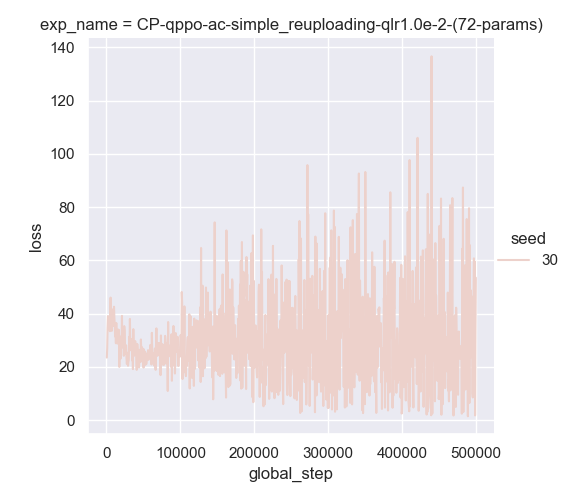 exp_name = CP-qppo-ac-simple_reuploading-qlr1.0e-2-(72-params)
140
120
100
80
60
40
20
0
loss
0 100000 200000 300000 400000 500000
global_step
seed
30